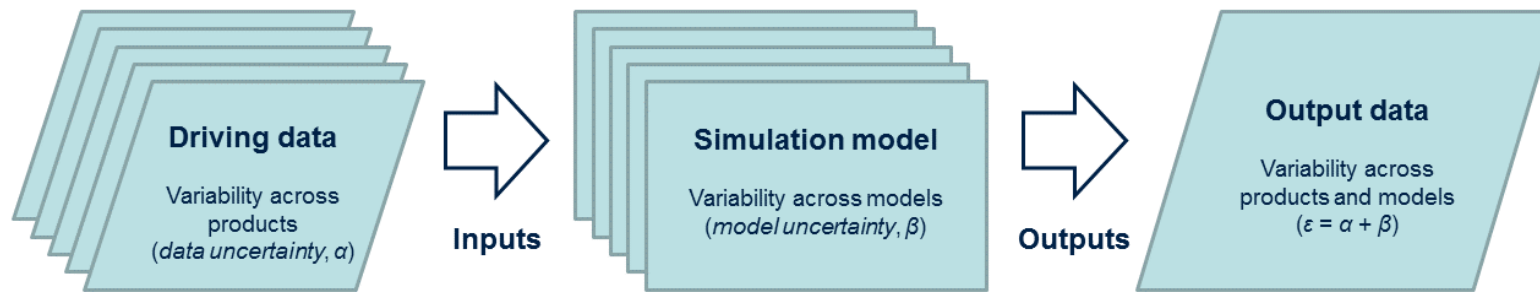 Driving data
Variability across
products
(data uncertainty, α)
Inputs
Simulation model
Variability across models
(model uncertainty, β)
Outputs
Output data
Variability across
products and models
(ε = α + β)